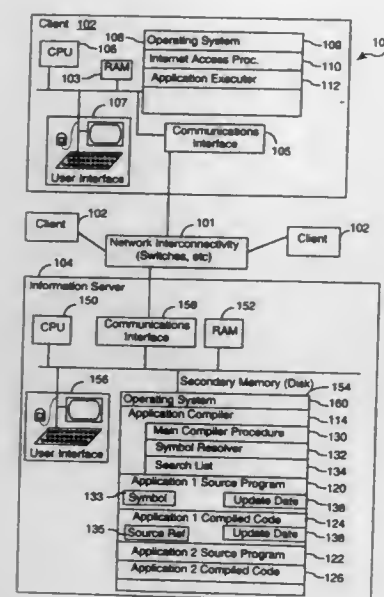 Client 102
CPU
106
108
Operating System
109
103
RAM
Internet Access Proc.
110
Application Executer
112
107
User Interface
Communications
Interface
105
10
Client
102
101
Network Interconnectivity
(Switches, etc)
Client
102
104
Information Server
150
158
152
CPU
Communications
Interface
RAM
156
User Interface
Secondary Memory (Disk)
154
Operating System
160
Application Compiler
114
Main Compiler Procedure
130
Symbol Resolver
132
Search List
134
Application 1 Source Program
120
133
Symbol
Update Date
138
Application 1 Compiled Code
124
135
Source Ref
Update Date
138
Application 2 Source Program
122
Application 2 Compiled Code
126